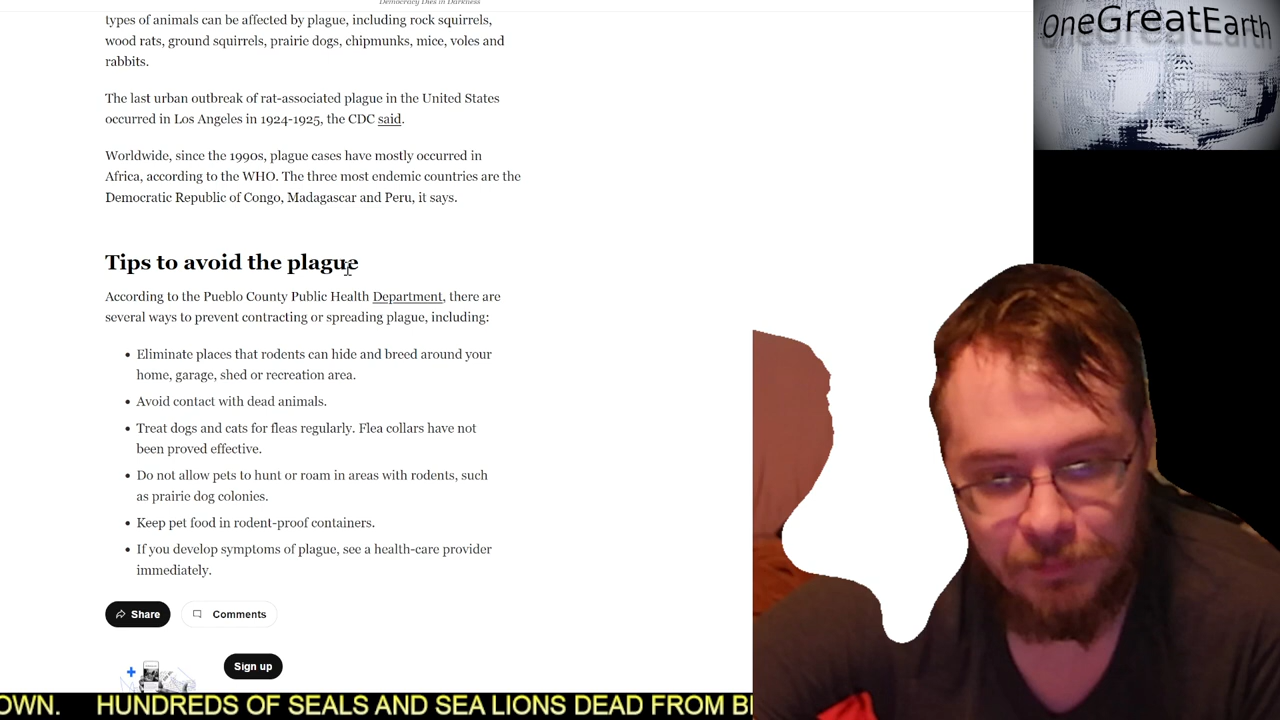 Democracy Dies in Darkness
OneGreatEarth
types of animals can be affected by plague, including rock squirrels,
wood rats, ground squirrels, prairie dogs, chipmunks, mice, voles and
rabbits.
The last urban outbreak of rat-associated plague in the United States
occurred in Los Angeles in 1924-1925, the CDC said.
Worldwide, since the 1990s, plague cases have mostly occurred in
Africa, according to the WHO. The three most endemic countries are the
Democratic Republic of Congo, Madagascar and Peru, it says.
Tips to avoid the plague
According to the Pueblo County Public Health Department, there are
several ways to prevent contracting or spreading plague, including:
• Eliminate places that rodents can hide and breed around your
home, garage, shed or recreation area.
• Avoid contact with dead animals.
• Treat dogs and cats for fleas regularly. Flea collars have not
been proved effective.
• Do not allow pets to hunt or roam in areas with rodents, such
as prairie dog colonies.
• Keep pet food in rodent-proof containers.
• If you develop symptoms of plague, see a health-care provider
immediately.
Share Comments
Sign up
OWN. HUNDREDS OF SEALS AND SEA LIONS DEAD FROM